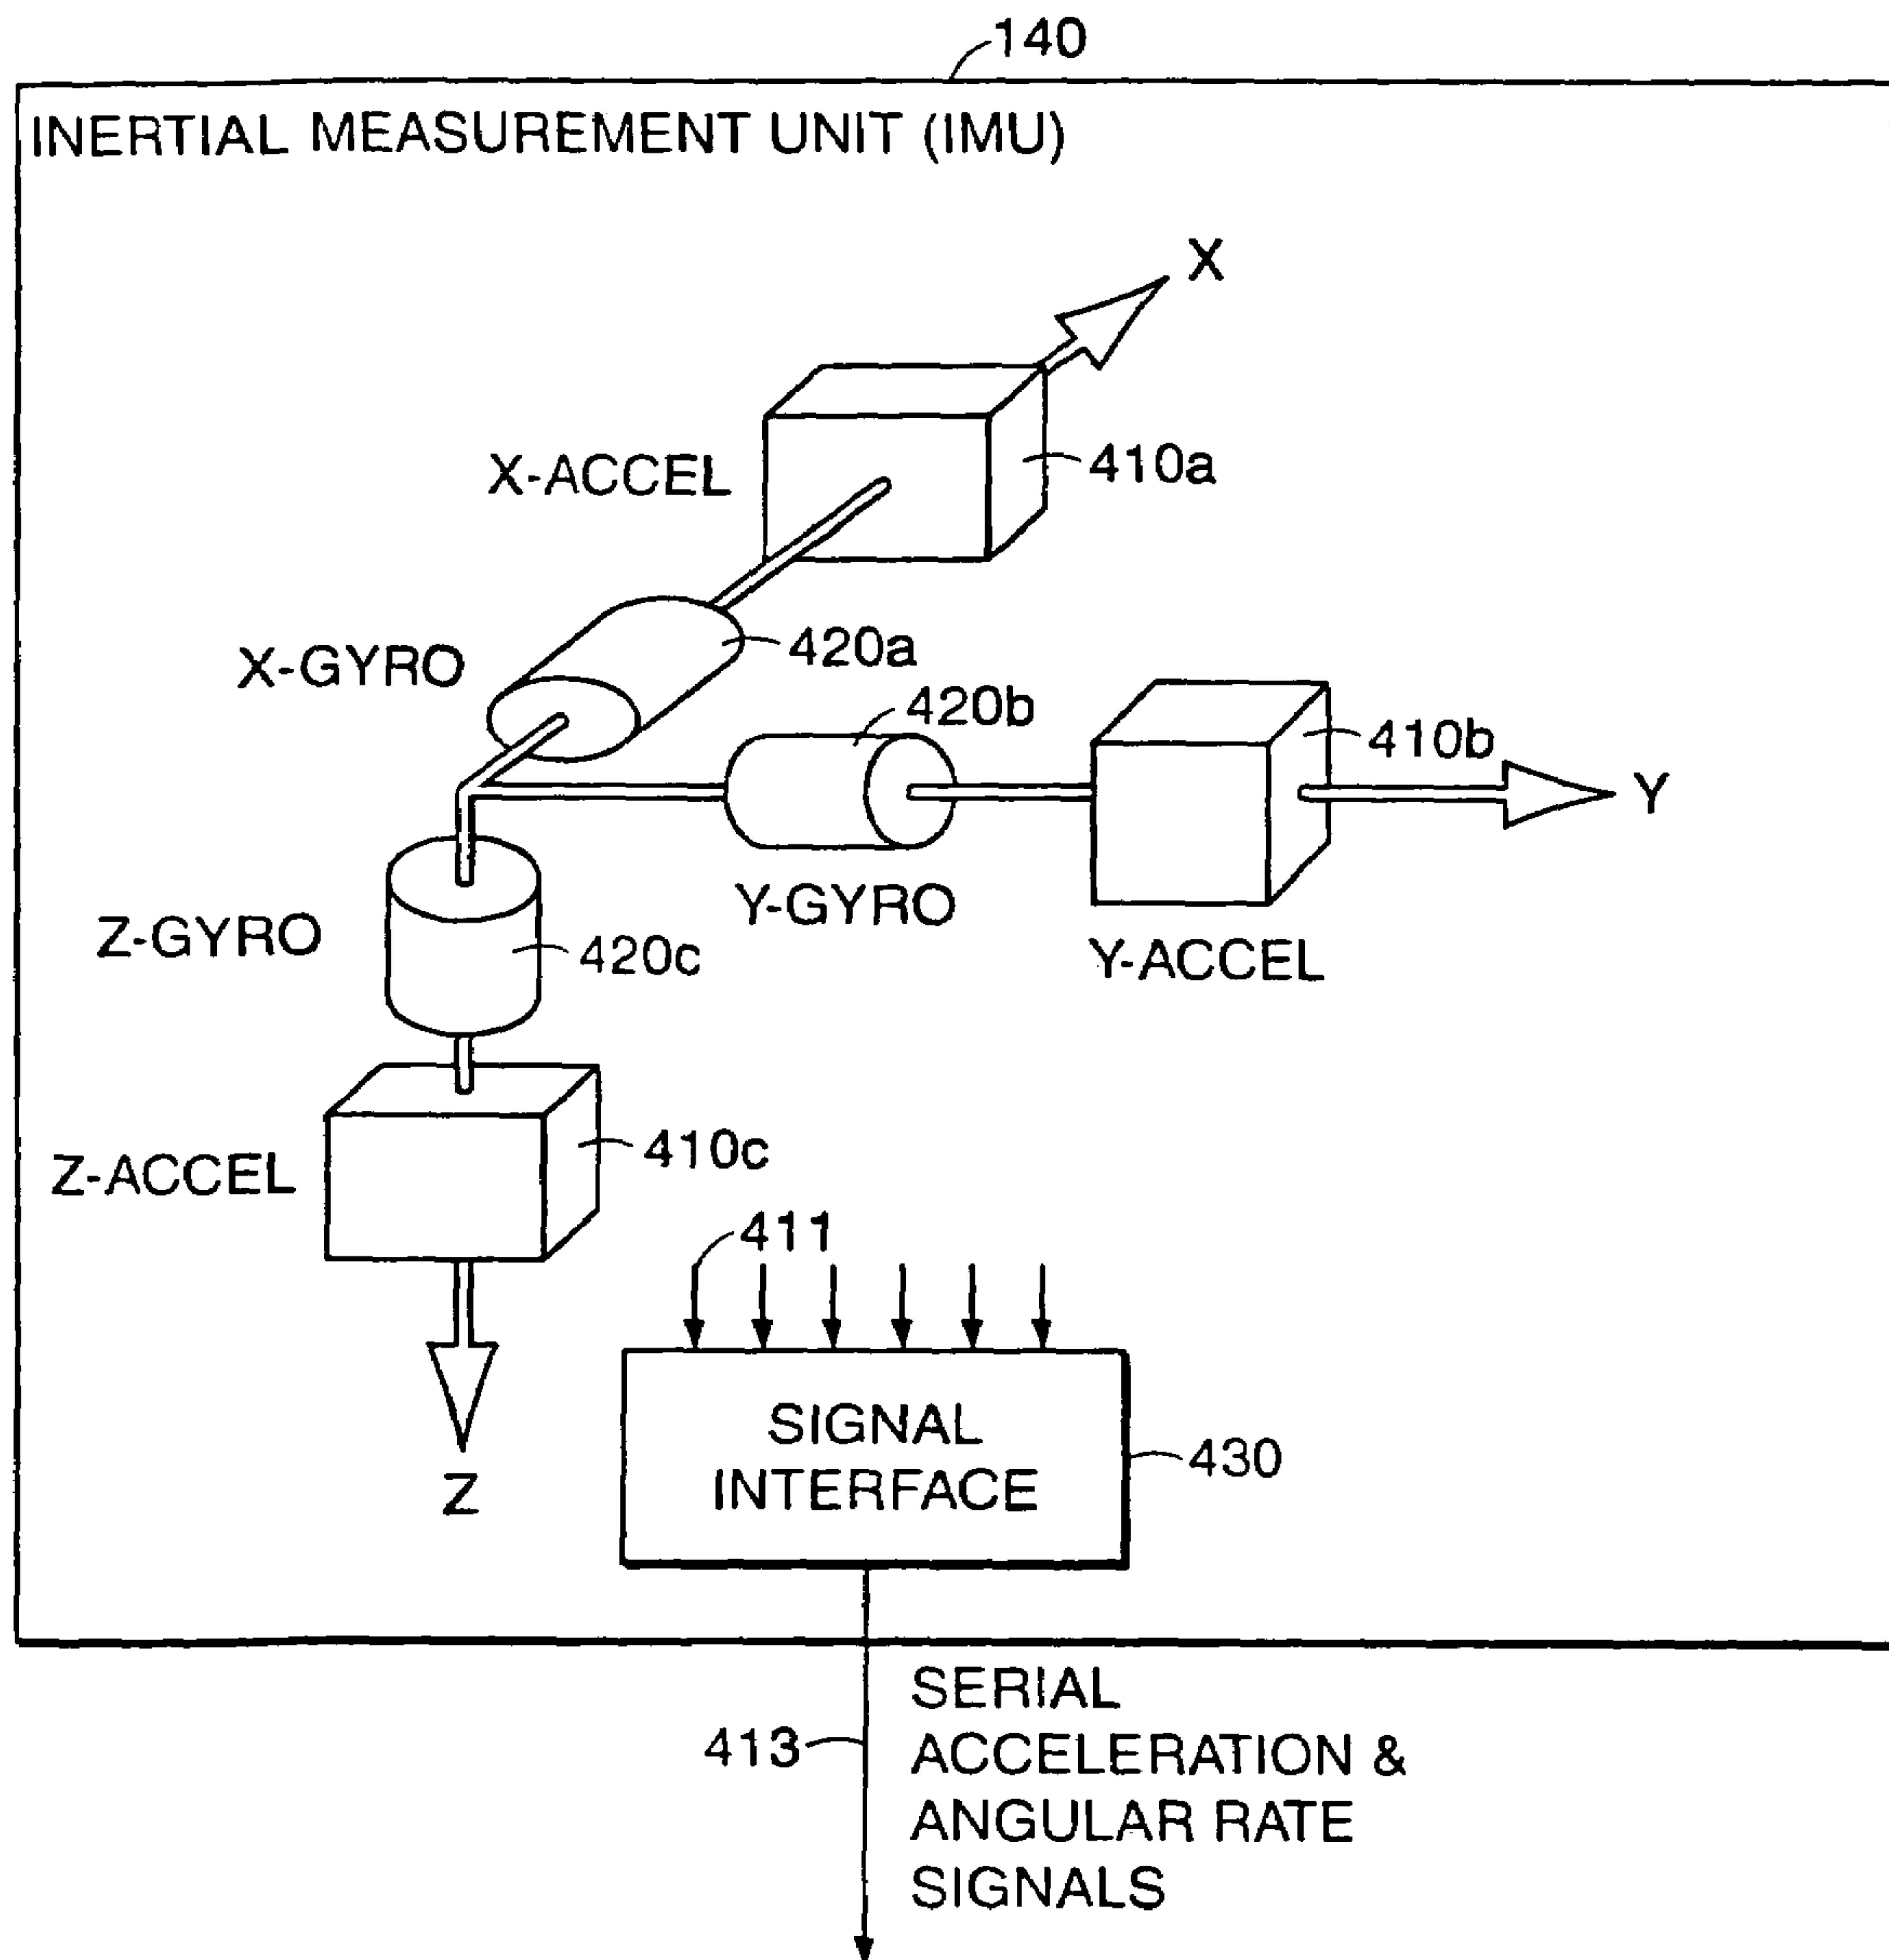 140
INERTIAL MEASUREMENT UNIT (IMU)
X
X-ACCEL
410a
X-GYRO
420a
420b
410b
Y
Y-GYRO
Z-GYRO
420c
Y-ACCEL
Z-ACCEL
410c
411
SIGNAL
INTERFACE
430
Z
SERIAL
ACCELERATION &
ANGULAR RATE
SIGNALS
413